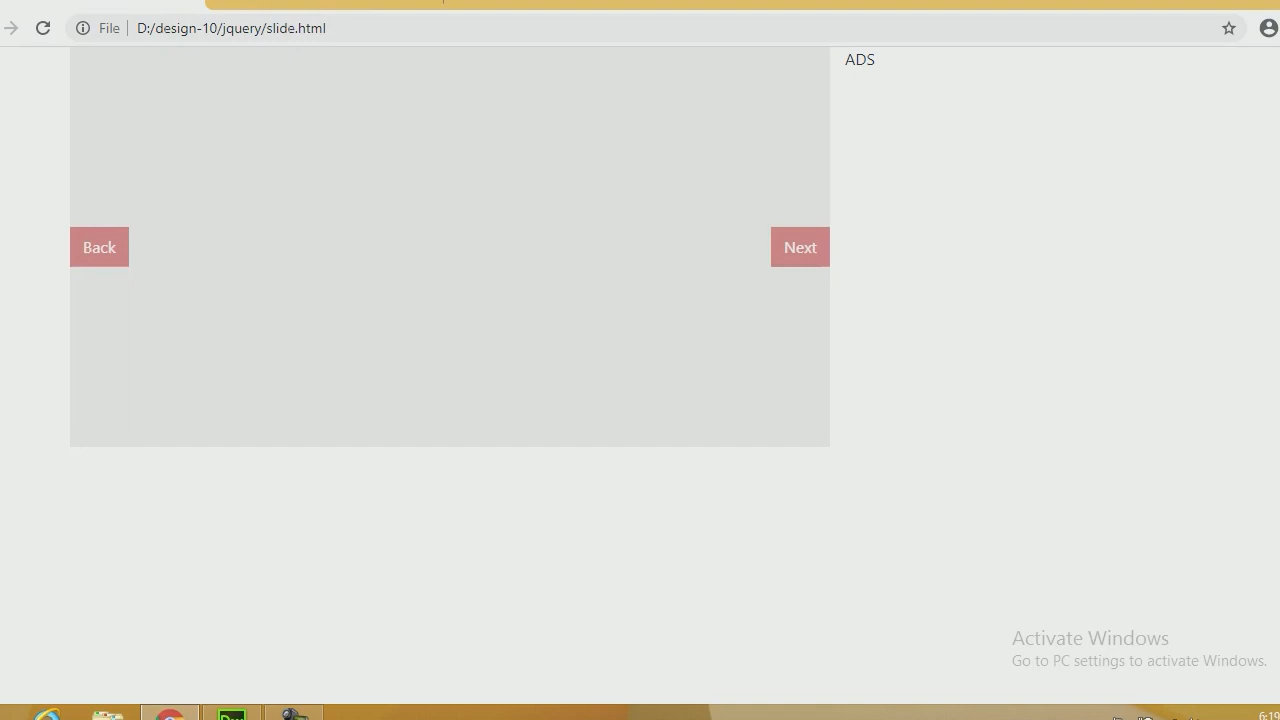 File
D:/design-10/jquery/slide.html
ADS
Back
Next
Activate Windows
Go to PC settings to activate Windows.